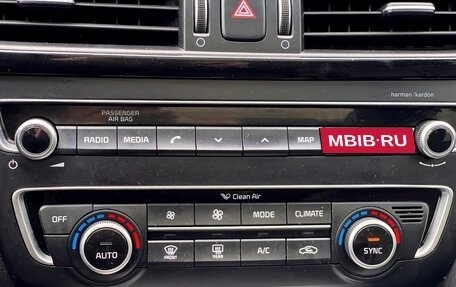 harman/kardon
PASSENGER
AIR BAG
RADIO MEDIA MAP MBIB·RU
Clean Air
OFF MODE CLIMATE
AUTO FRONT REAR A/C SYNC